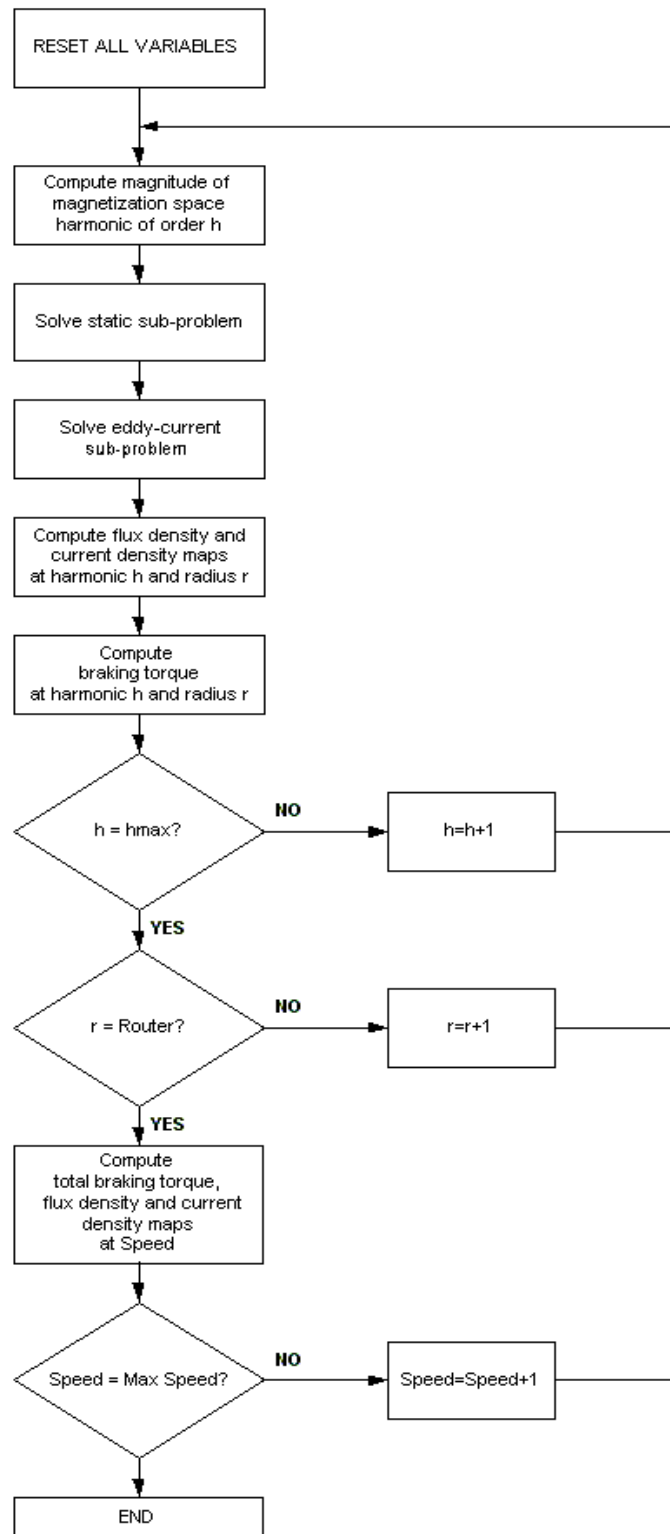 RESET ALL VARIABLES
Compute magnitude of
magnetization space
harmonic of order h
Solve static sub-problem
Solve eddy-current
sub-problem
Compute flux density and
current density maps
at harmonic h and radius r
Compute
braking torque
at harmonic h and radius r
h = hmax?
NO
h=h+1
YES
r = Router?
NO
r=r+1
YES
Compute
total braking torque,
flux density and current
density maps
at Speed
Speed = Max Speed?
NO
Speed=Speed+1
END